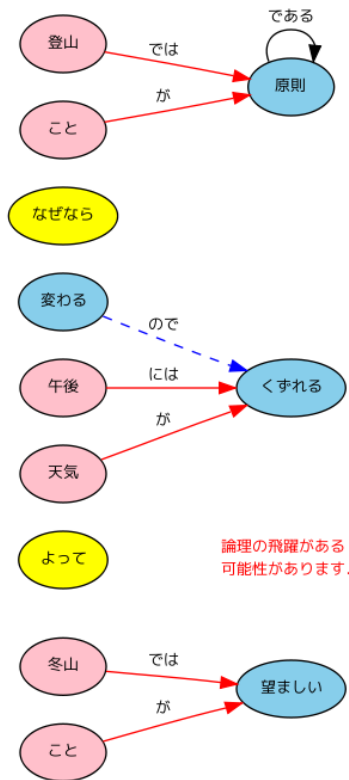 である
登山
では
原則
が
こと
なぜなら
変わる
ので
午後
には
くずれる
が
天気
よって
論理の飛躍がある
可能性があります.
冬山
では
望ましい
が
こと